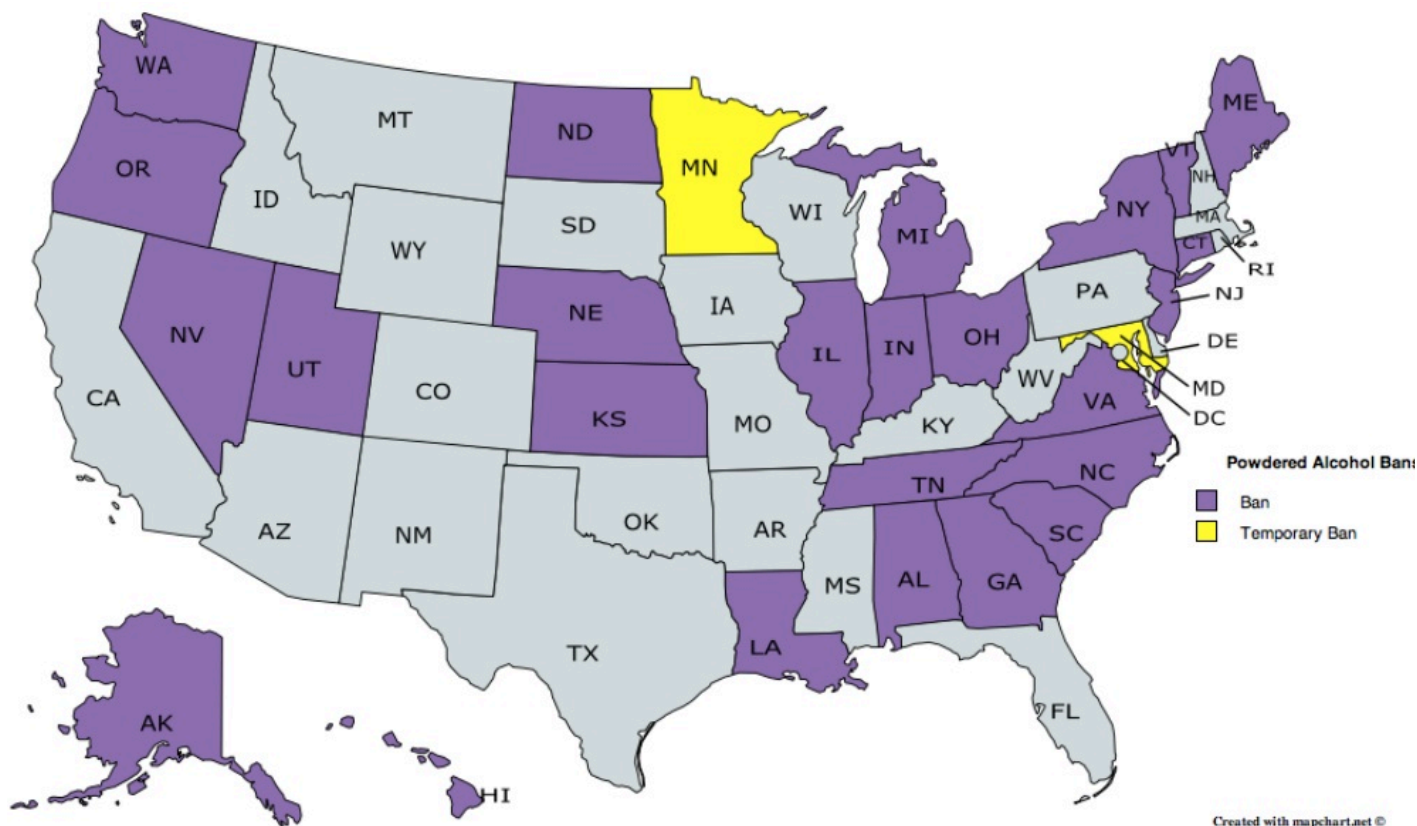 WA
MT
ND
MN
ME
OR
ID
WY
SD
WI
MI
VT
NH
NY
MA
CT
RI
NV
UT
CO
NE
IA
IL
IN
OH
PA
NJ
DE
MD
DC
CA
KS
MO
KY
WV
VA
AZ
NM
OK
AR
TN
NC
SC
TX
LA
MS
AL
GA
FL
AK
HI
Powdered Alcohol Bans
Ban
Temporary Ban
Created with mapchart.net ©